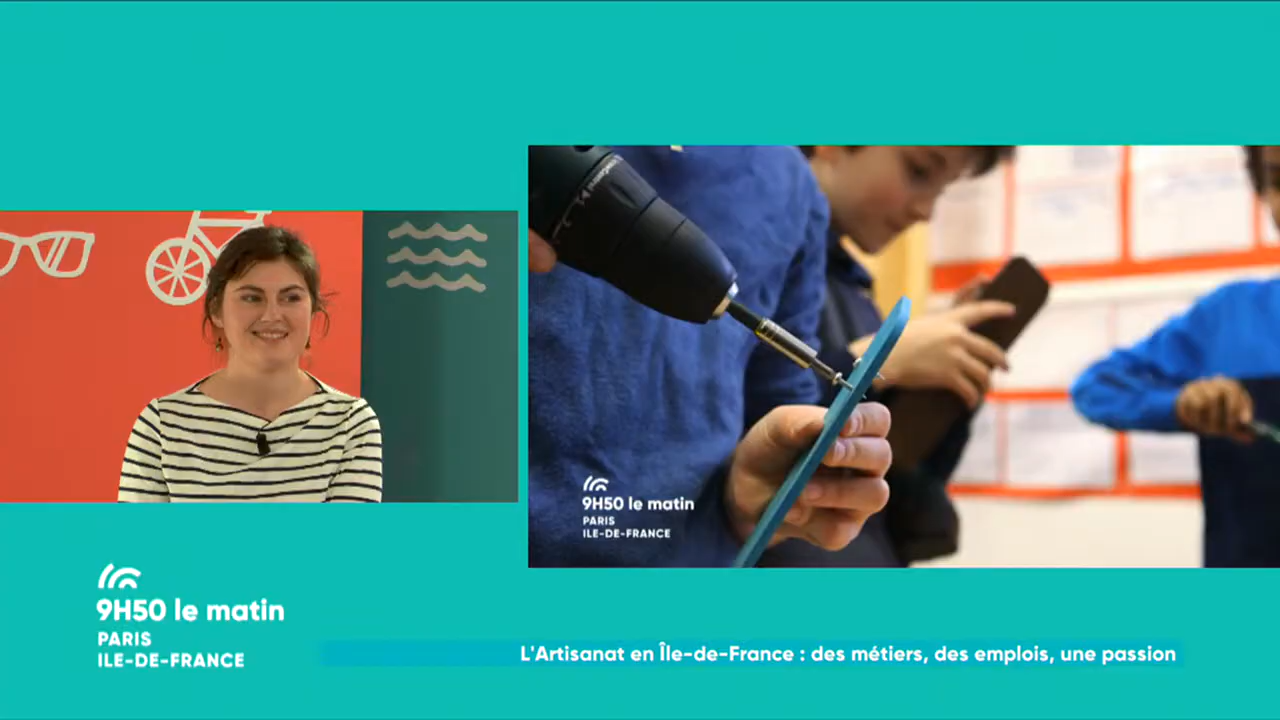 9H50 le matin
PARIS
ILE-DE-FRANCE
9H50 le matin
PARIS
ILE-DE-FRANCE
L'Artisanat en Île-de-France : des métiers, des emplois, une passion